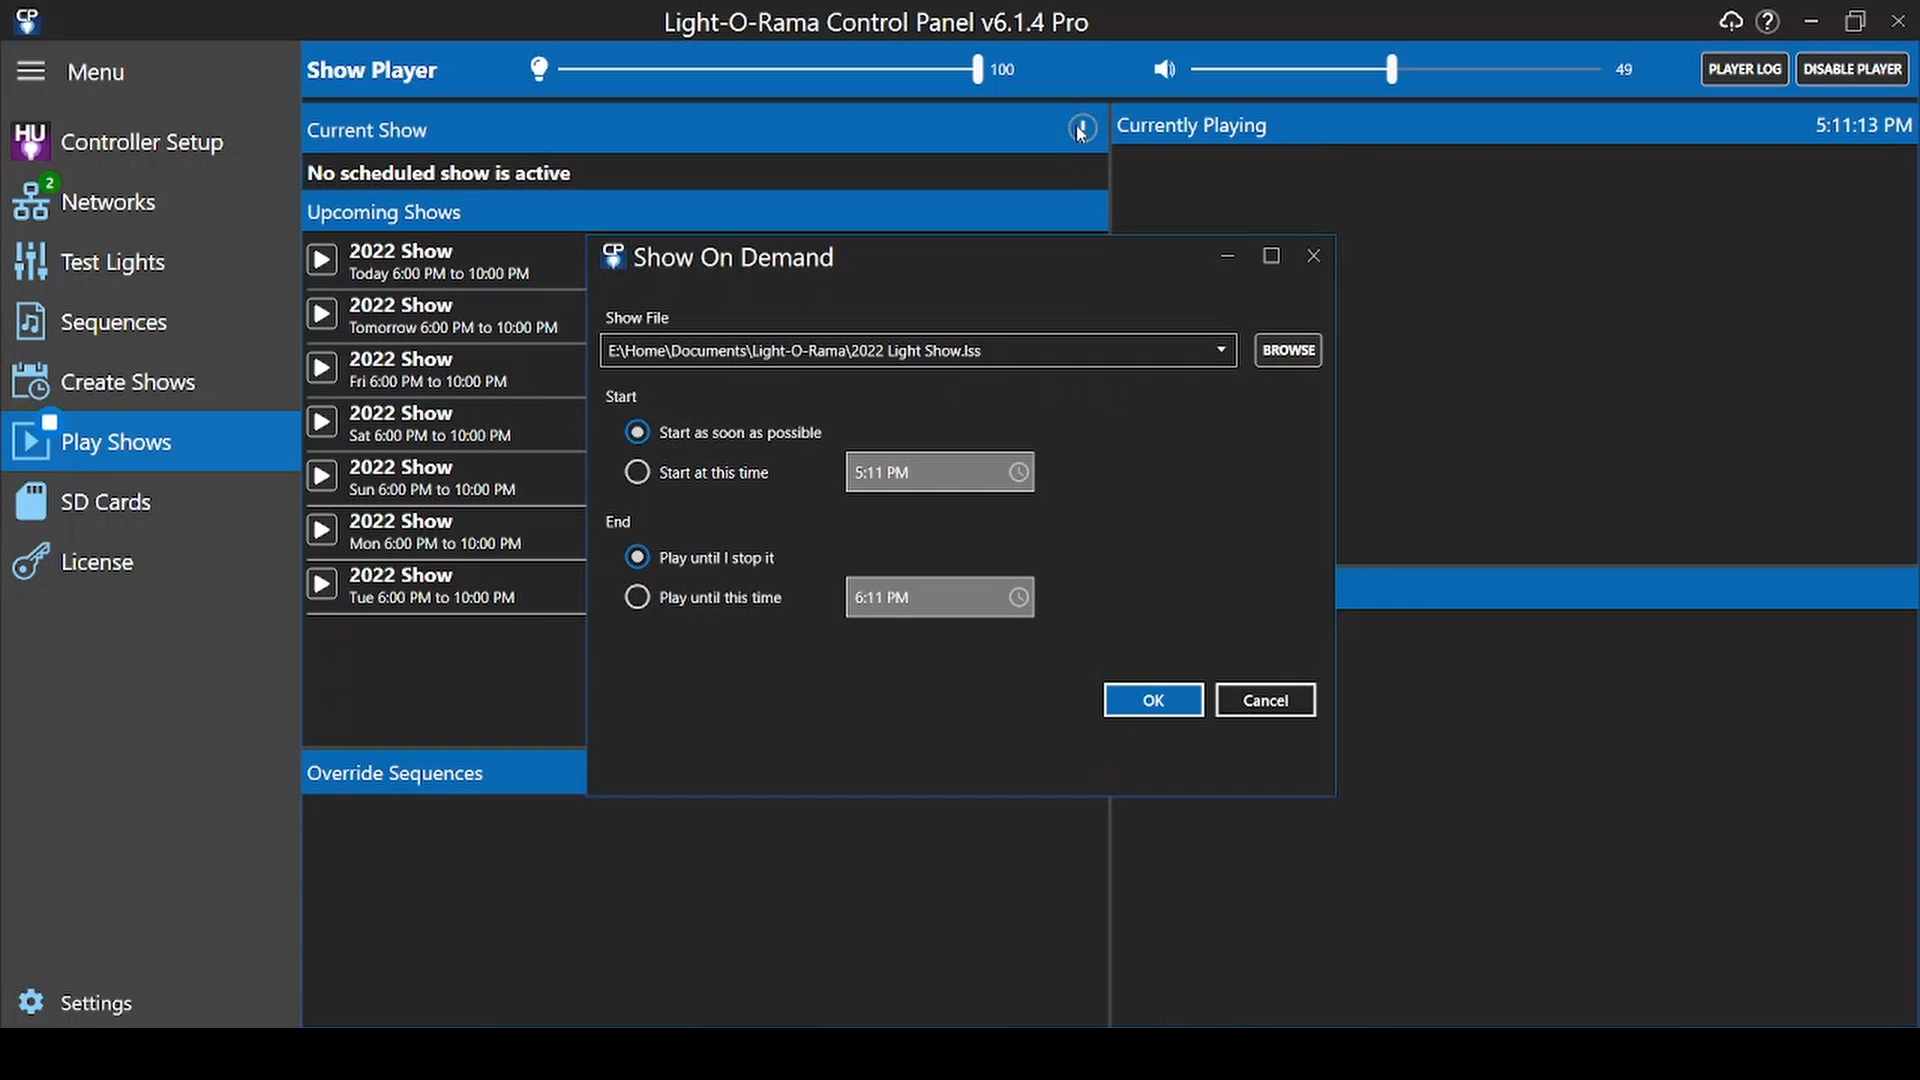 CP
Light-O-Rama Control Panel v6.1.4 Pro
Menu
Show Player
100
49
PLAYER LOG
DISABLE PLAYER
HU
Controller Setup
2
Networks
Test Lights
Sequences
Create Shows
Play Shows
SD Cards
License
Settings
Current Show
No scheduled show is active
Upcoming Shows
2022 Show
Today 6:00 PM to 10:00 PM
2022 Show
Tomorrow 6:00 PM to 10:00 PM
2022 Show
Fri 6:00 PM to 10:00 PM
2022 Show
Sat 6:00 PM to 10:00 PM
2022 Show
Sun 6:00 PM to 10:00 PM
2022 Show
Mon 6:00 PM to 10:00 PM
2022 Show
Tue 6:00 PM to 10:00 PM
Override Sequences
Currently Playing
5:11:13 PM
CP
Show On Demand
Show File
E:\Home\Documents\Light-O-Rama\2022 Light Show.lss
BROWSE
Start
Start as soon as possible
Start at this time
5:11 PM
End
Play until I stop it
Play until this time
6:11 PM
OK
Cancel